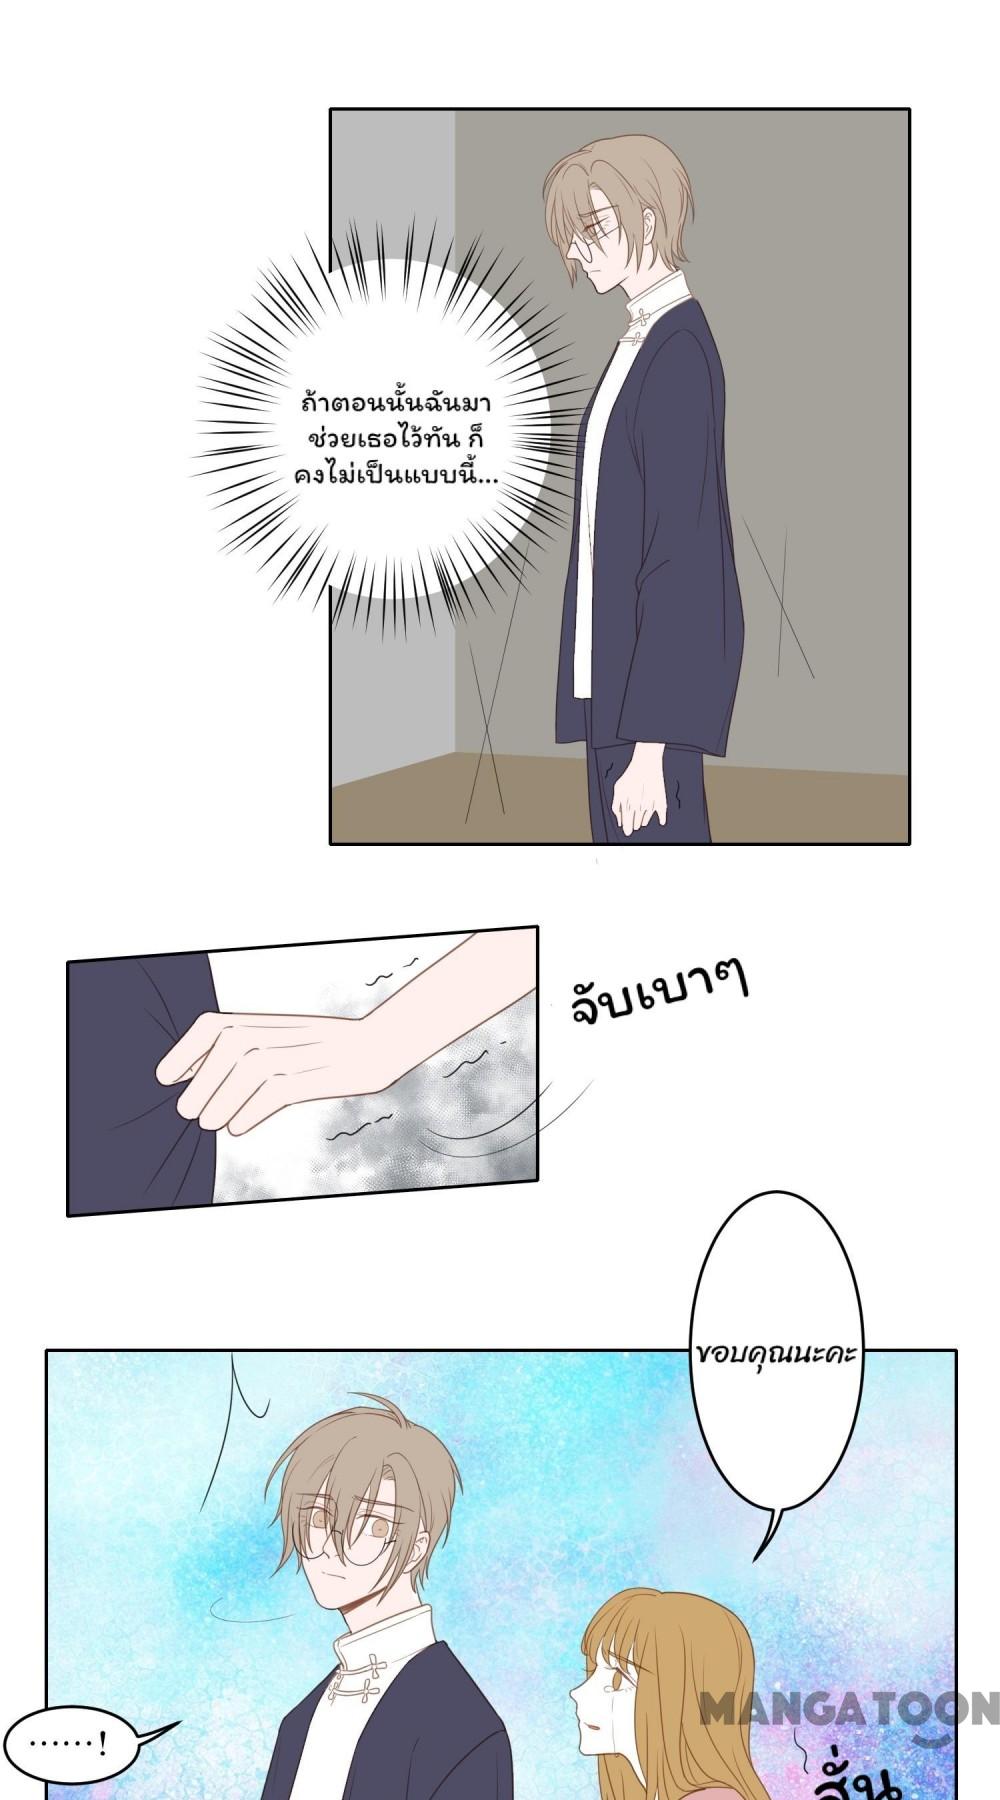 ถ้าตอนนั้นฉันมา
ช่วยเธอไว้ทัน ก็
คงไม่เป็นแบบนี้...
จับเบาๆ
ขอบคุณนะคะ
......!
MANGATOON
สั่น